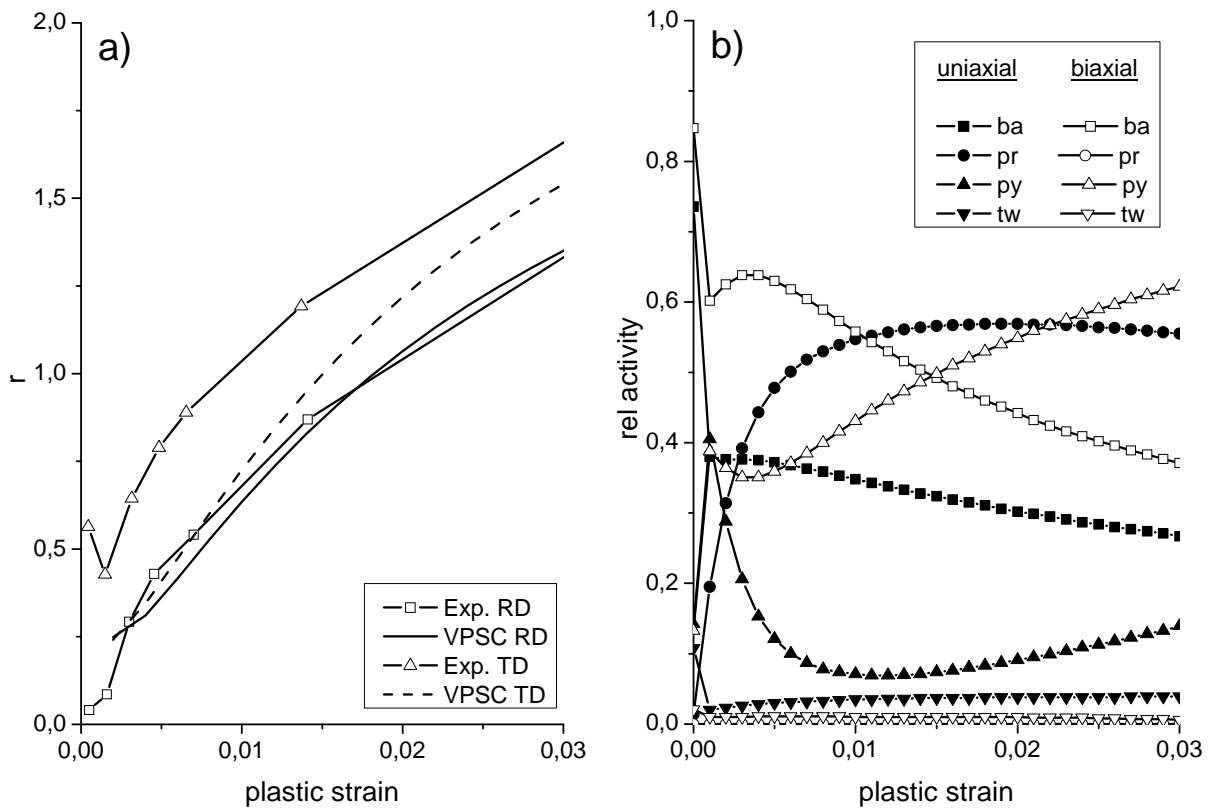 a)
2,0
1,5
1,0
0,5
0,0
r
0,00 0,01 0,02 0,03
plastic strain
Exp. RD
VPSC RD
Exp. TD
VPSC TD
b)
1,0
0,8
0,6
0,4
0,2
0,0
rel activity
0,00 0,01 0,02 0,03
plastic strain
uniaxial biaxial
ba ba
pr pr
py py
tw tw